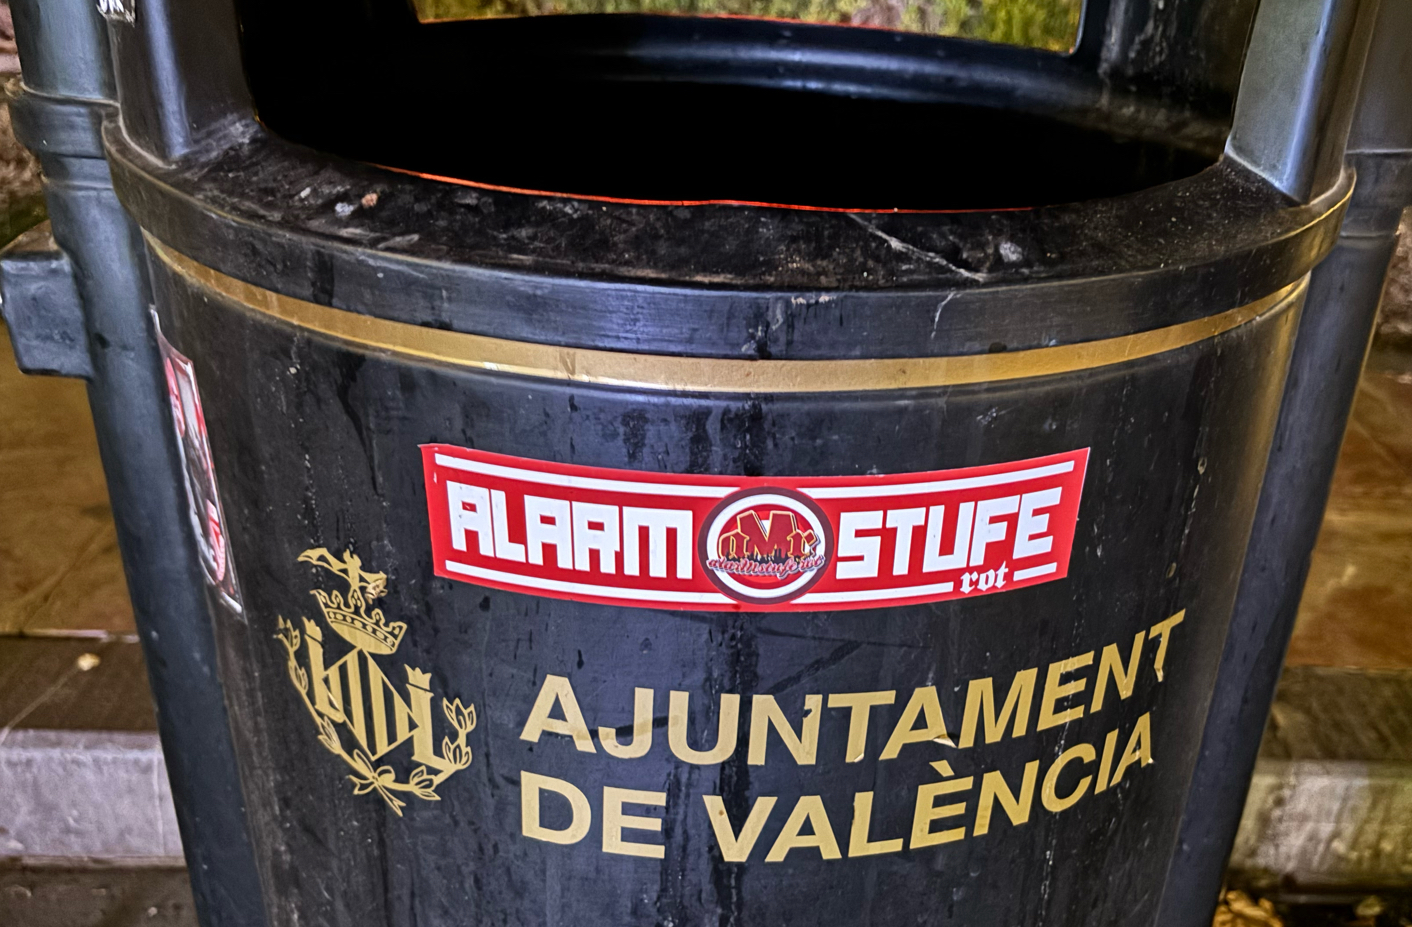 ALARM STUFE
rot
AJUNTAMENT
DE VALÈNCIA